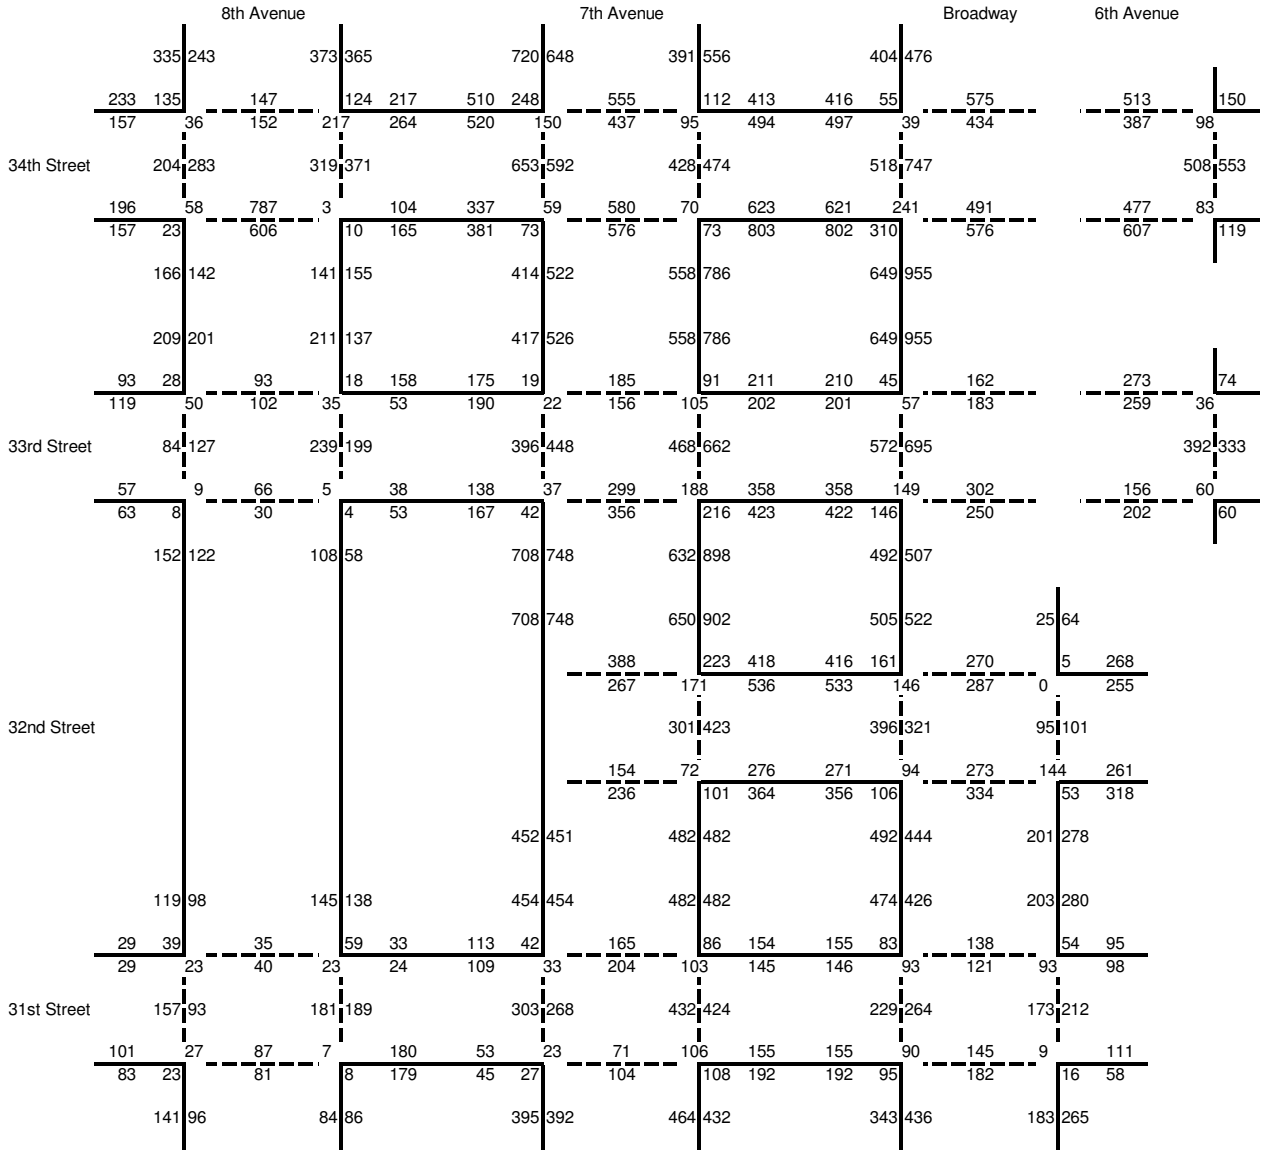 8th Avenue 7th Avenue Broadway 6th Avenue
335 243 373 365 720 648 391 556 404 476
233 135 147 124 217 510 248 555 112 413 416 55 575 513 150
157 36 152 217 264 520 150 437 95 494 497 39 434 387 98
34th Street 204 283 319 371 653 592 428 474 518 747 508 553
196 58 787 3 104 337 59 580 70 623 621 241 491 477 83
157 23 606 10 165 381 73 576 73 803 802 310 576 607 119
166 142 141 155 414 522 558 786 649 955
209 201 211 137 417 526 558 786 649 955
93 28 93 18 158 175 19 185 91 211 210 45 162 273 74
119 50 102 35 53 190 22 156 105 202 201 57 183 259 36
33rd Street 84 127 239 199 396 448 468 662 572 695 392 333
57 9 66 5 38 138 37 299 188 358 358 149 302 156 60
63 8 30 4 53 167 42 356 216 423 422 146 250 202 60
152 122 108 58 708 748 632 898 492 507
708 748 650 902 505 522 25 64
388 223 418 416 161 270 5 268
267 171 536 533 146 287 0 255
32nd Street 301 423 396 321 95 101
154 72 276 271 94 273 144 261
236 101 364 356 106 334 53 318
452 451 482 482 492 444 201 278
119 98 145 138 454 454 482 482 474 426 203 280
29 39 35 59 33 113 42 165 86 154 155 83 138 54 95
29 23 40 23 24 109 33 204 103 145 146 93 121 93 98
31st Street 157 93 181 189 303 268 432 424 229 264 173 212
101 27 87 7 180 53 23 71 106 155 155 90 145 9 111
83 23 81 8 179 45 27 104 108 192 192 95 182 16 58
141 96 84 86 395 392 464 432 343 436 183 265